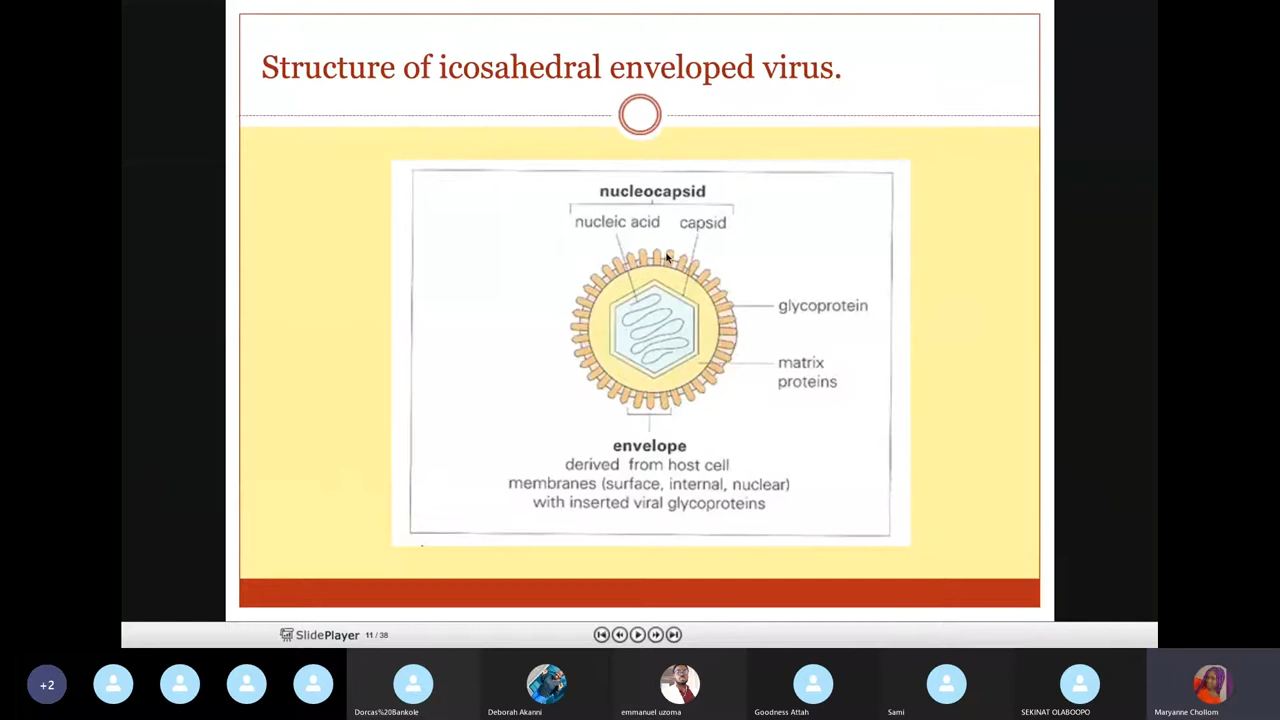 Structure of icosahedral enveloped virus.
nucleocapsid
nucleic acid capsid
glycoprotein
matrix
proteins
envelope
derived from host cell
membranes (surface, internal, nuclear)
with inserted viral glycoproteins
SlidePlayer 11 / 38
+2
Dorcas%20Bankole
Deborah Akanni
emmanuel uzoma
Goodness Attah
Sami
SEKINAT OLABOOPO
Maryanne Chollom